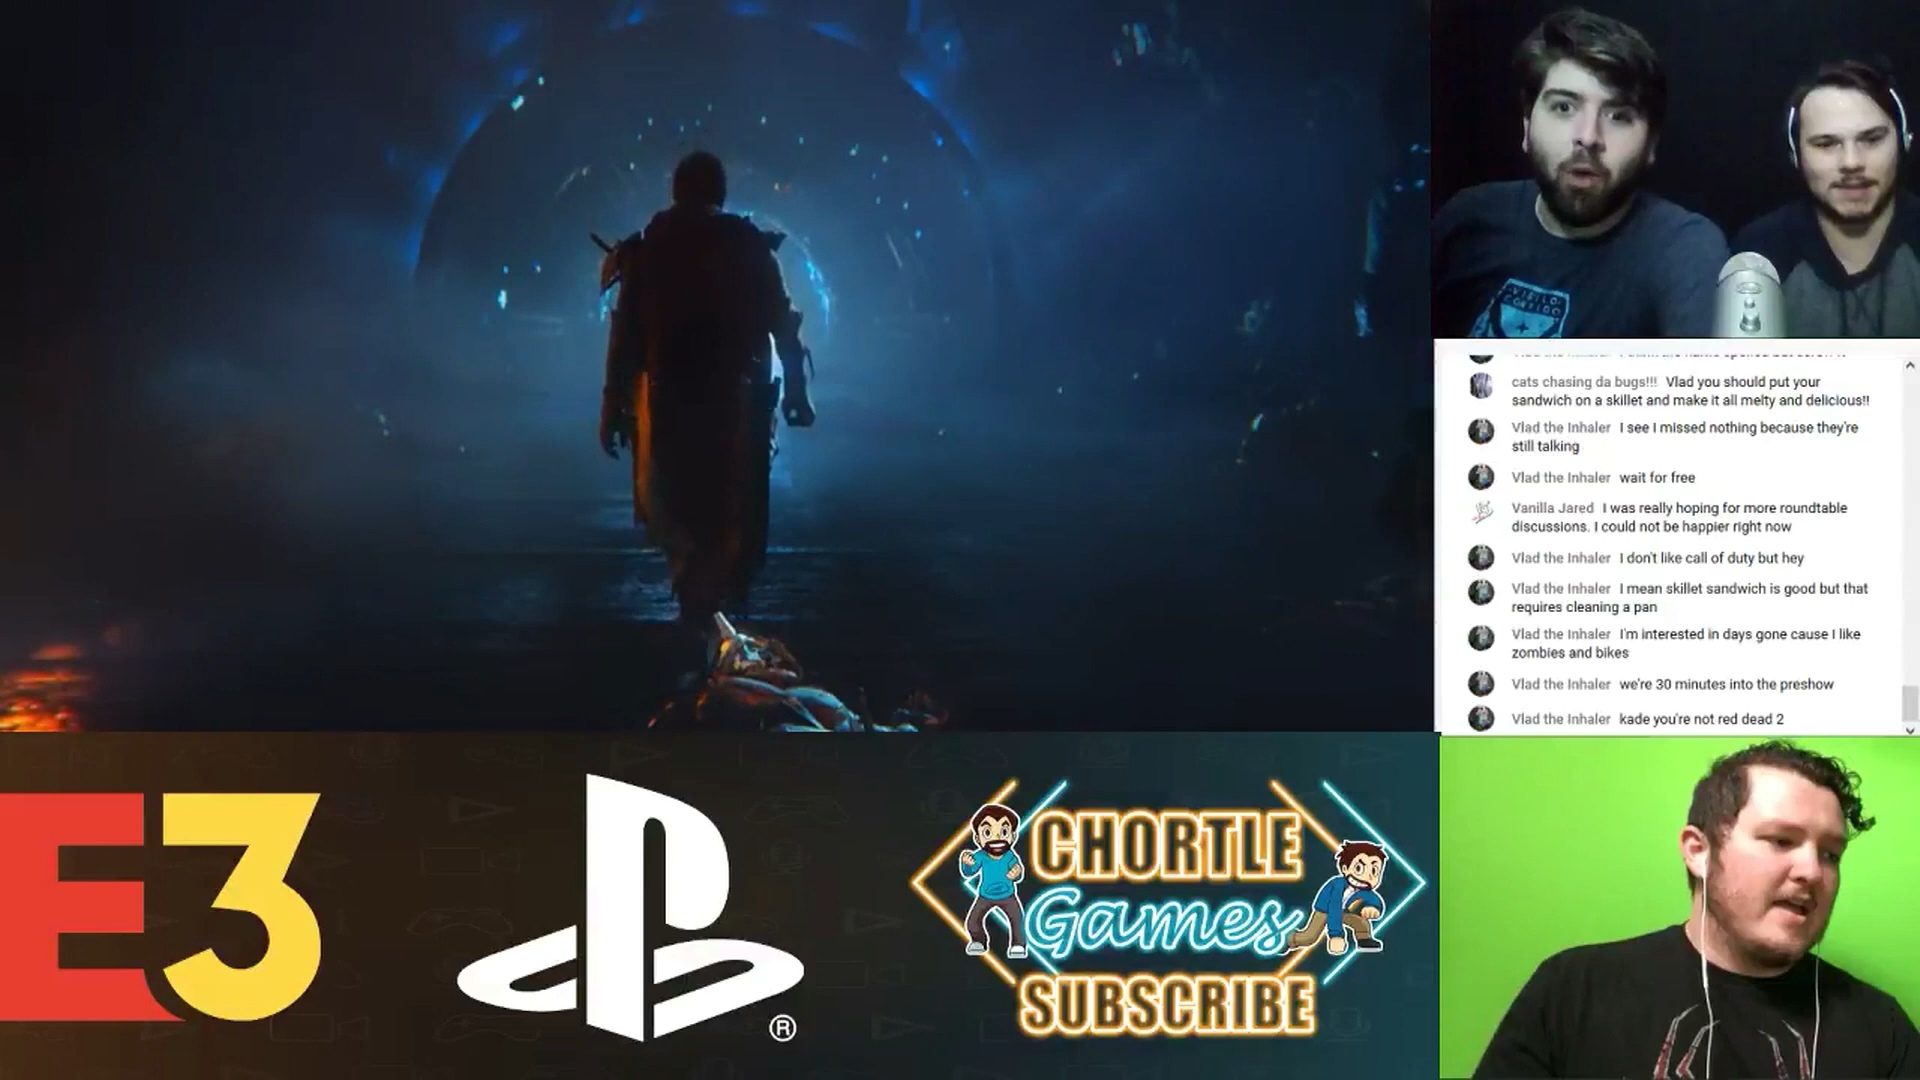 VIGILO
CONFIDO
cats chasing da bugs!!! Vlad you should put your
sandwich on a skillet and make it all melty and delicious!!
Vlad the Inhaler I see I missed nothing because they're
still talking
Vlad the Inhaler wait for free
Vanilla Jared I was really hoping for more roundtable
discussions. I could not be happier right now
Vlad the Inhaler I don't like call of duty but hey
Vlad the Inhaler I mean skillet sandwich is good but that
requires cleaning a pan
Vlad the Inhaler I'm interested in days gone cause I like
zombies and bikes
Vlad the Inhaler we're 30 minutes into the preshow
Vlad the Inhaler kade you're not red dead 2
E3
®
CHORTLE
Games
SUBSCRIBE